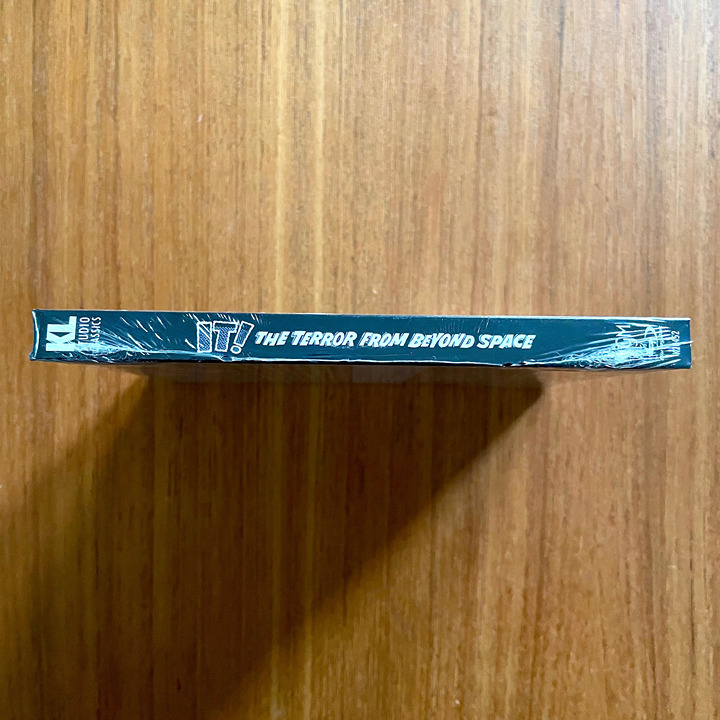 KL
STUDIO
CLASSICS
IT!
THE TERROR FROM BEYOND SPACE